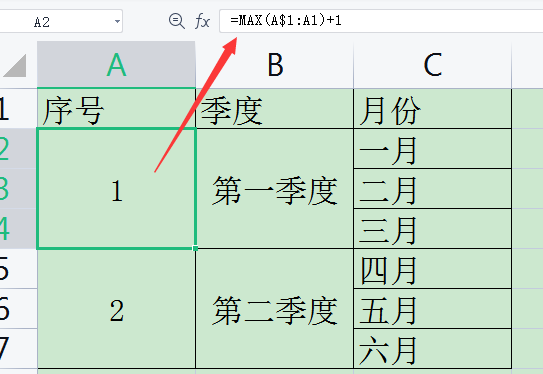 A2 fx =MAX(A$1:A1)+1
A B C
1 序号 季度 月份
2 一月
3 1 第一季度 二月
4 三月
5 四月
6 2 第二季度 五月
7 六月